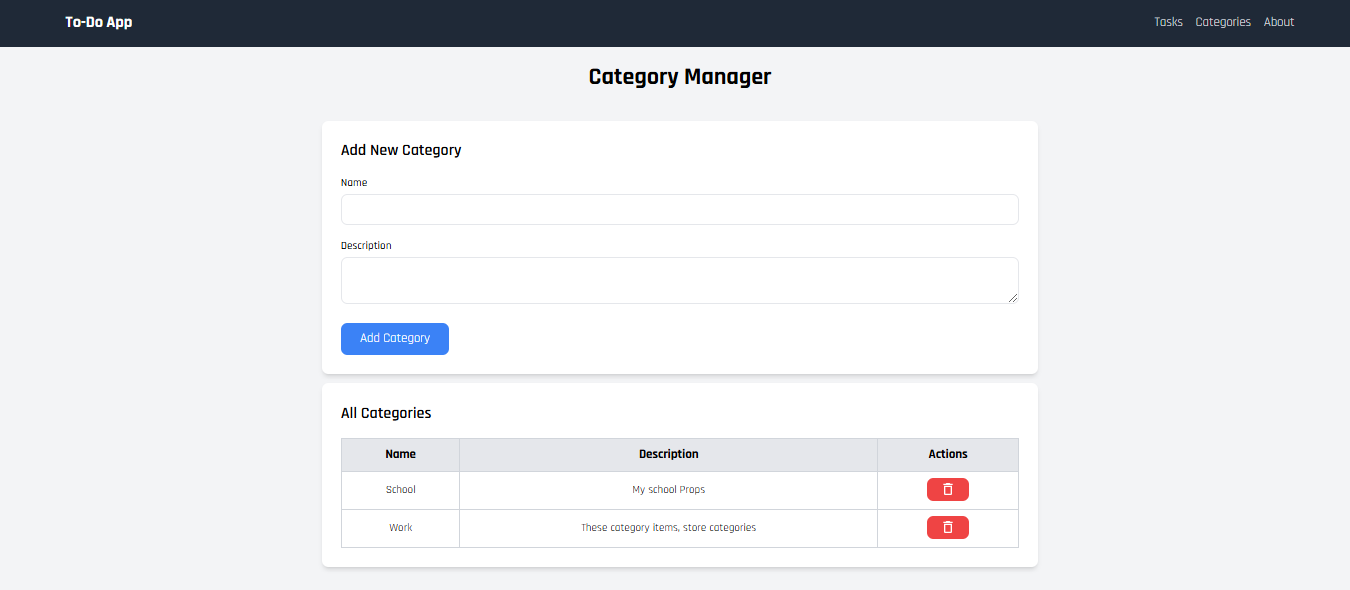 To-Do App Tasks Categories About
Category Manager
Add New Category
Name
Description
Add Category
All Categories
Name Description Actions
School My school Props
Work These category items, store categories